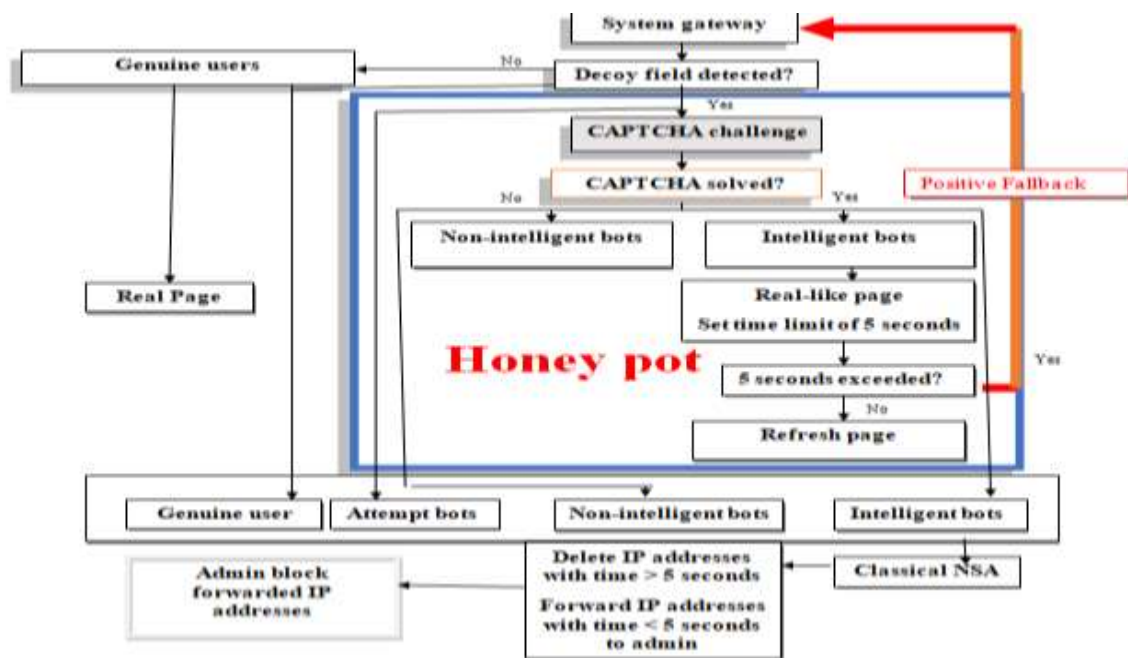 System gateway
Genuine users
No
Decoy field detected?
Yes
CAPTCHA challenge
CAPTCHA solved?
Positive Fallback
No
Yes
Non-intelligent bots
Intelligent bots
Real Page
Real-like page
Set time limit of 5 seconds
Honey pot
Yes
5 seconds exceeded?
No
Refresh page
Genuine user
Attempt bots
Non-intelligent bots
Intelligent bots
Delete IP addresses
with time > 5 seconds
Forward IP addresses
with time < 5 seconds
to admin
Classical NSA
Admin block
forwarded IP
addresses